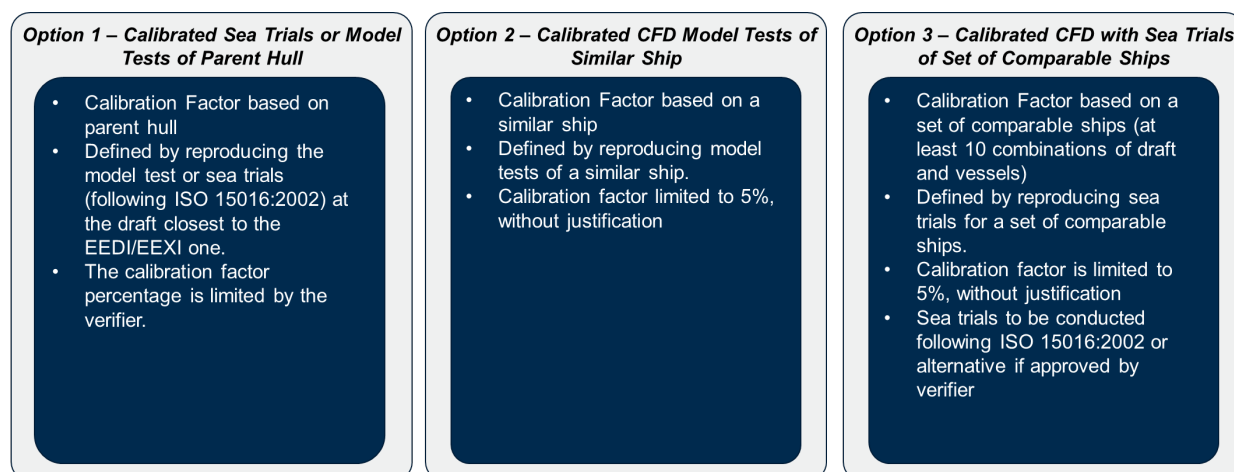 Option 1 – Calibrated Sea Trials or Model
Tests of Parent Hull
• Calibration Factor based on
parent hull
• Defined by reproducing the
model test or sea trials
(following ISO 15016:2002) at
the draft closest to the
EEDI/EEXI one.
• The calibration factor
percentage is limited by the
verifier.
Option 2 – Calibrated CFD Model Tests of
Similar Ship
• Calibration Factor based on a
similar ship
• Defined by reproducing model
tests of a similar ship.
• Calibration factor limited to 5%,
without justification
Option 3 – Calibrated CFD with Sea Trials
of Set of Comparable Ships
• Calibration Factor based on a
set of comparable ships (at
least 10 combinations of draft
and vessels)
• Defined by reproducing sea
trials for a set of comparable
ships.
• Calibration factor is limited to
5%, without justification
• Sea trials to be conducted
following ISO 15016:2002 or
alternative if approved by
verifier